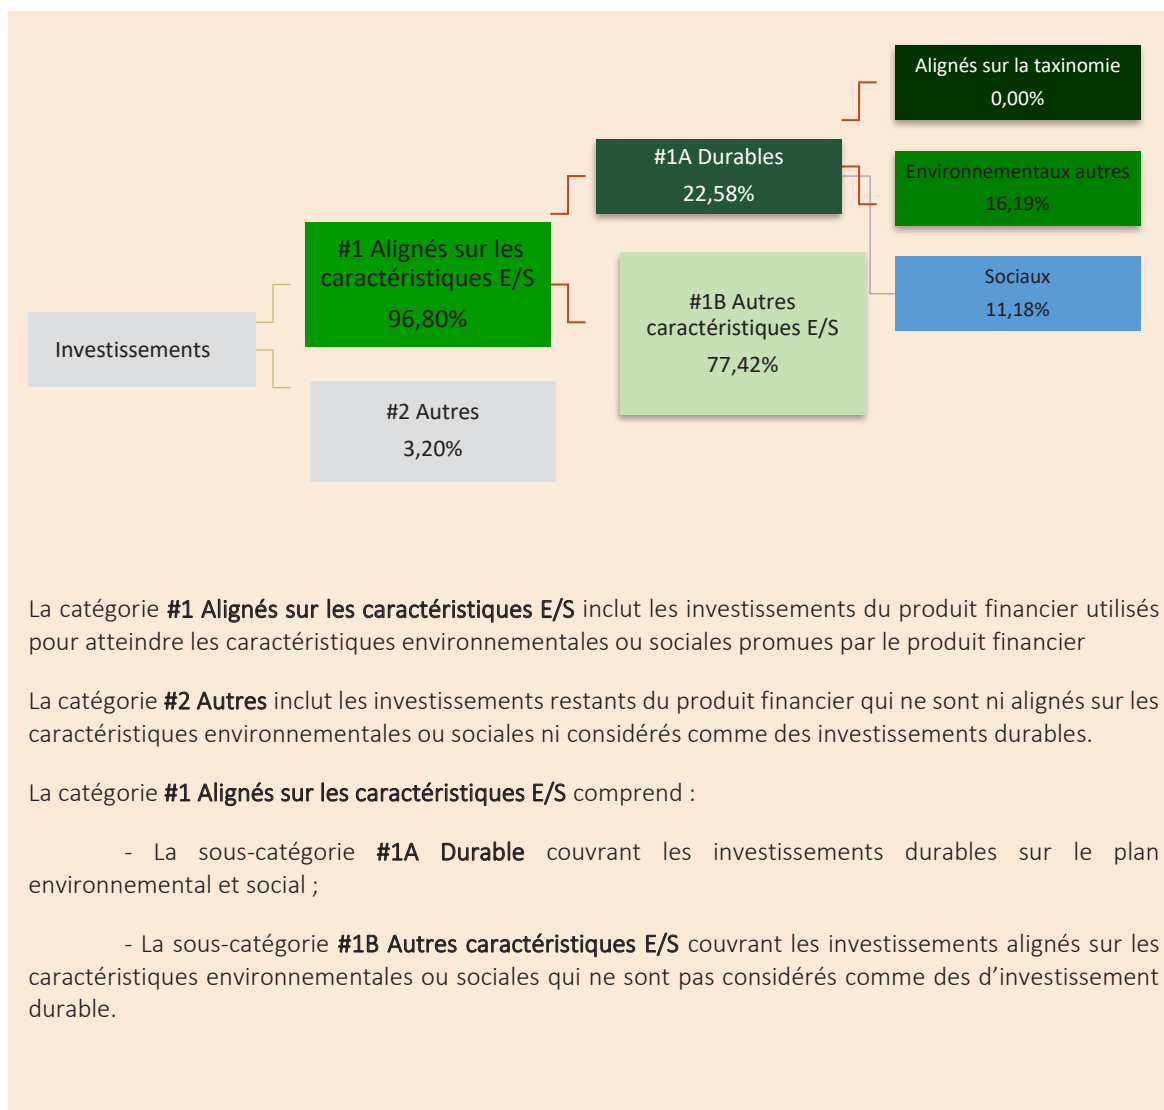 Alignés sur la taxinomie
0,00%
#1A Durables
22,58%
Environnementaux autres
16,19%
#1 Alignés sur les
caractéristiques E/S
96,80%
Sociaux
11,18%
#1B Autres
caractéristiques E/S
77,42%
Investissements
#2 Autres
3,20%
La catégorie #1 Alignés sur les caractéristiques E/S inclut les investissements du produit financier utilisés
pour atteindre les caractéristiques environnementales ou sociales promues par le produit financier
La catégorie #2 Autres inclut les investissements restants du produit financier qui ne sont ni alignés sur les
caractéristiques environnementales ou sociales ni considérés comme des investissements durables.
La catégorie #1 Alignés sur les caractéristiques E/S comprend :
- La sous-catégorie #1A Durable couvrant les investissements durables sur le plan
environnemental et social ;
- La sous-catégorie #1B Autres caractéristiques E/S couvrant les investissements alignés sur les
caractéristiques environnementales ou sociales qui ne sont pas considérés comme des d’investissement
durable.